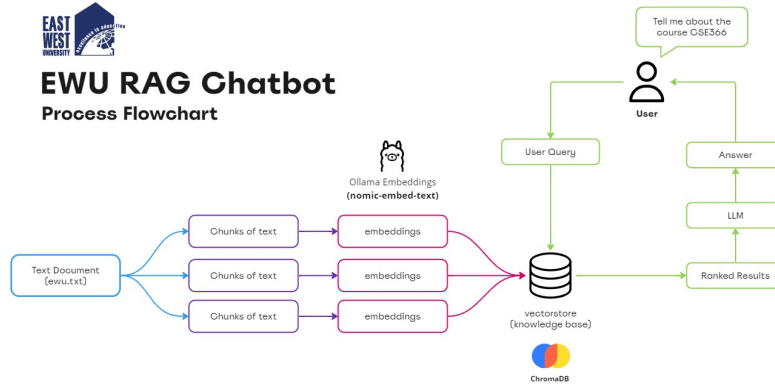 EAST
WEST
UNIVERSITY
Excellence in education
EWU RAG Chatbot
Process Flowchart
Tell me about the
course CSE366
User
User Query
Answer
Ollama Embeddings
(nomic-embed-text)
LLM
Chunks of text
embeddings
Text Document
(ewu.txt)
Chunks of text
embeddings
Ranked Results
Chunks of text
embeddings
vectorstore
(knowledge base)
ChromaDB